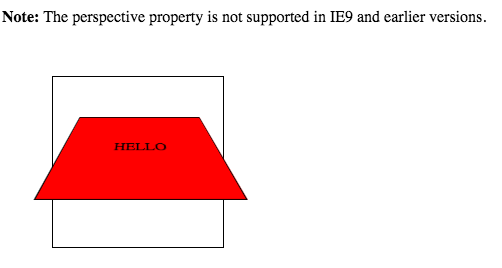 Note: The perspective property is not supported in IE9 and earlier versions.
HELLO